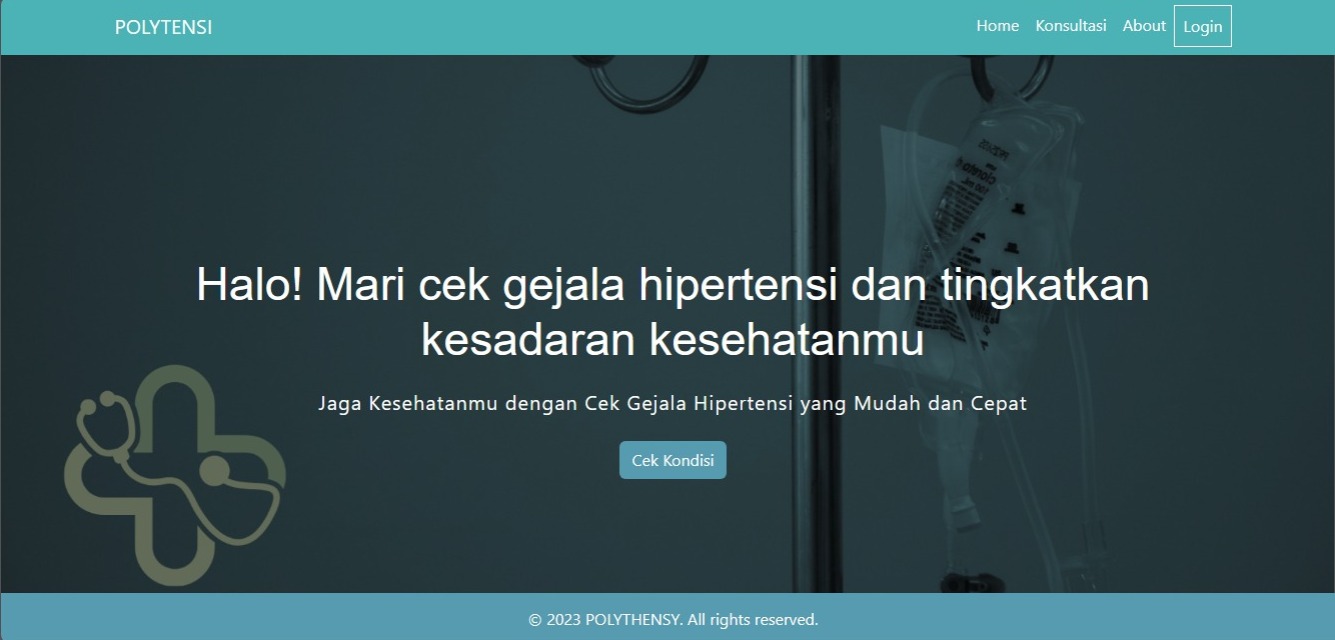 POLYTENSI
Home Konsultasi About Login
Halo! Mari cek gejala hipertensi dan tingkatkan
kesadaran kesehatanmu
Jaga Kesehatanmu dengan Cek Gejala Hipertensi yang Mudah dan Cepat
Cek Kondisi
© 2023 POLYTHENSY. All rights reserved.